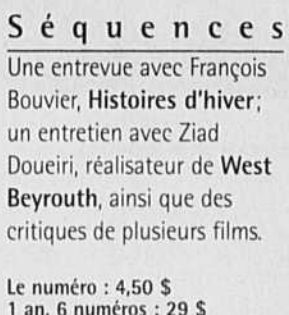 Séquences
Une entrevue avec François
Bouvier, Histoires d'hiver;
un entretien avec Ziad
Doueiri, réalisateur de West
Beyrouth, ainsi que des
critiques de plusieurs films.
Le numéro : 4,50 $
1 an, 6 numéros : 29 $